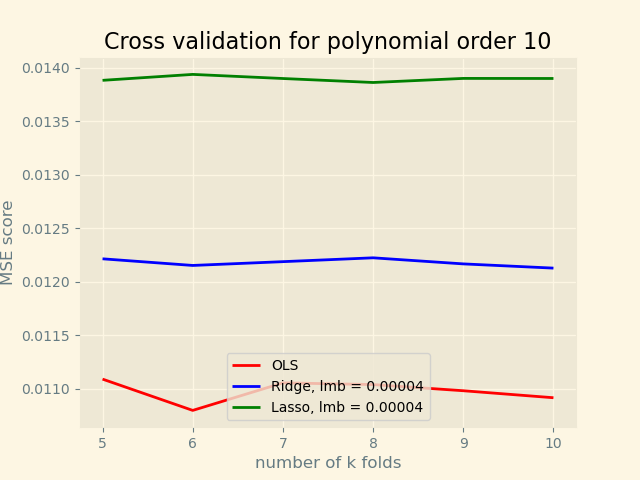 Cross validation for polynomial order 10
0.0140
0.0135
0.0130
0.0125
0.0120
0.0115
0.0110
MSE score
OLS
Ridge, lmb = 0.00004
Lasso, lmb = 0.00004
5 6 7 8 9 10
number of k folds